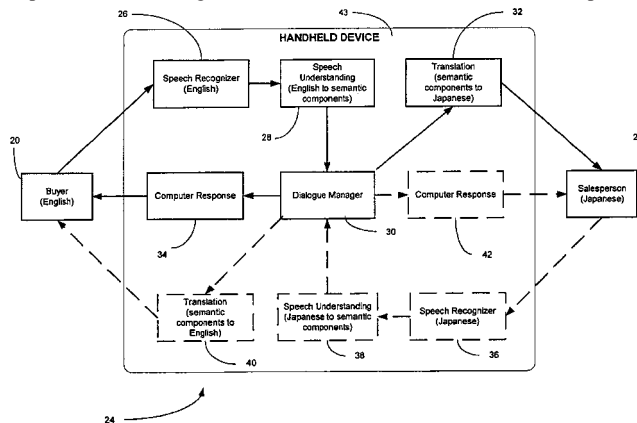 43
HANDHELD DEVICE
26
32
Speech Recognizer
(English)
Speech
Understanding
(English to semantic
components)
Translation
(semantic
components to
Japanese)
28
20
2
Buyer
(English)
Computer Response
Dialogue Manager
Computer Response
Salesperson
(Japanese)
34
30
42
Translation
(semantic
components to
English)
Speech Understanding
(Japanese to semantic
components)
Speech Recognizer
(Japanese)
40
38
36
24